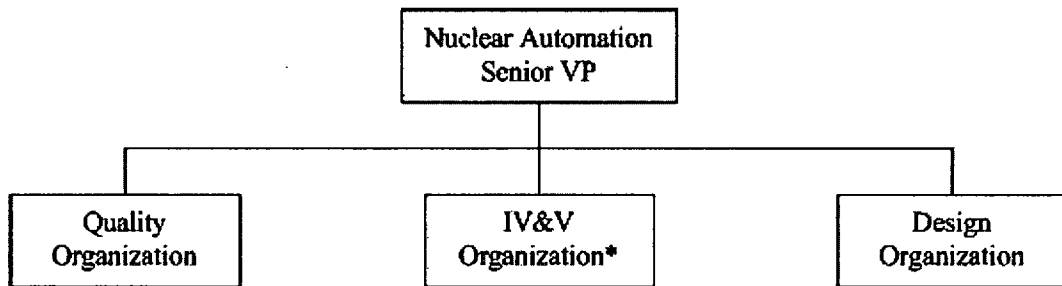 Nuclear Automation
Senior VP
Quality
Organization
IV&V
Organization*
Design
Organization